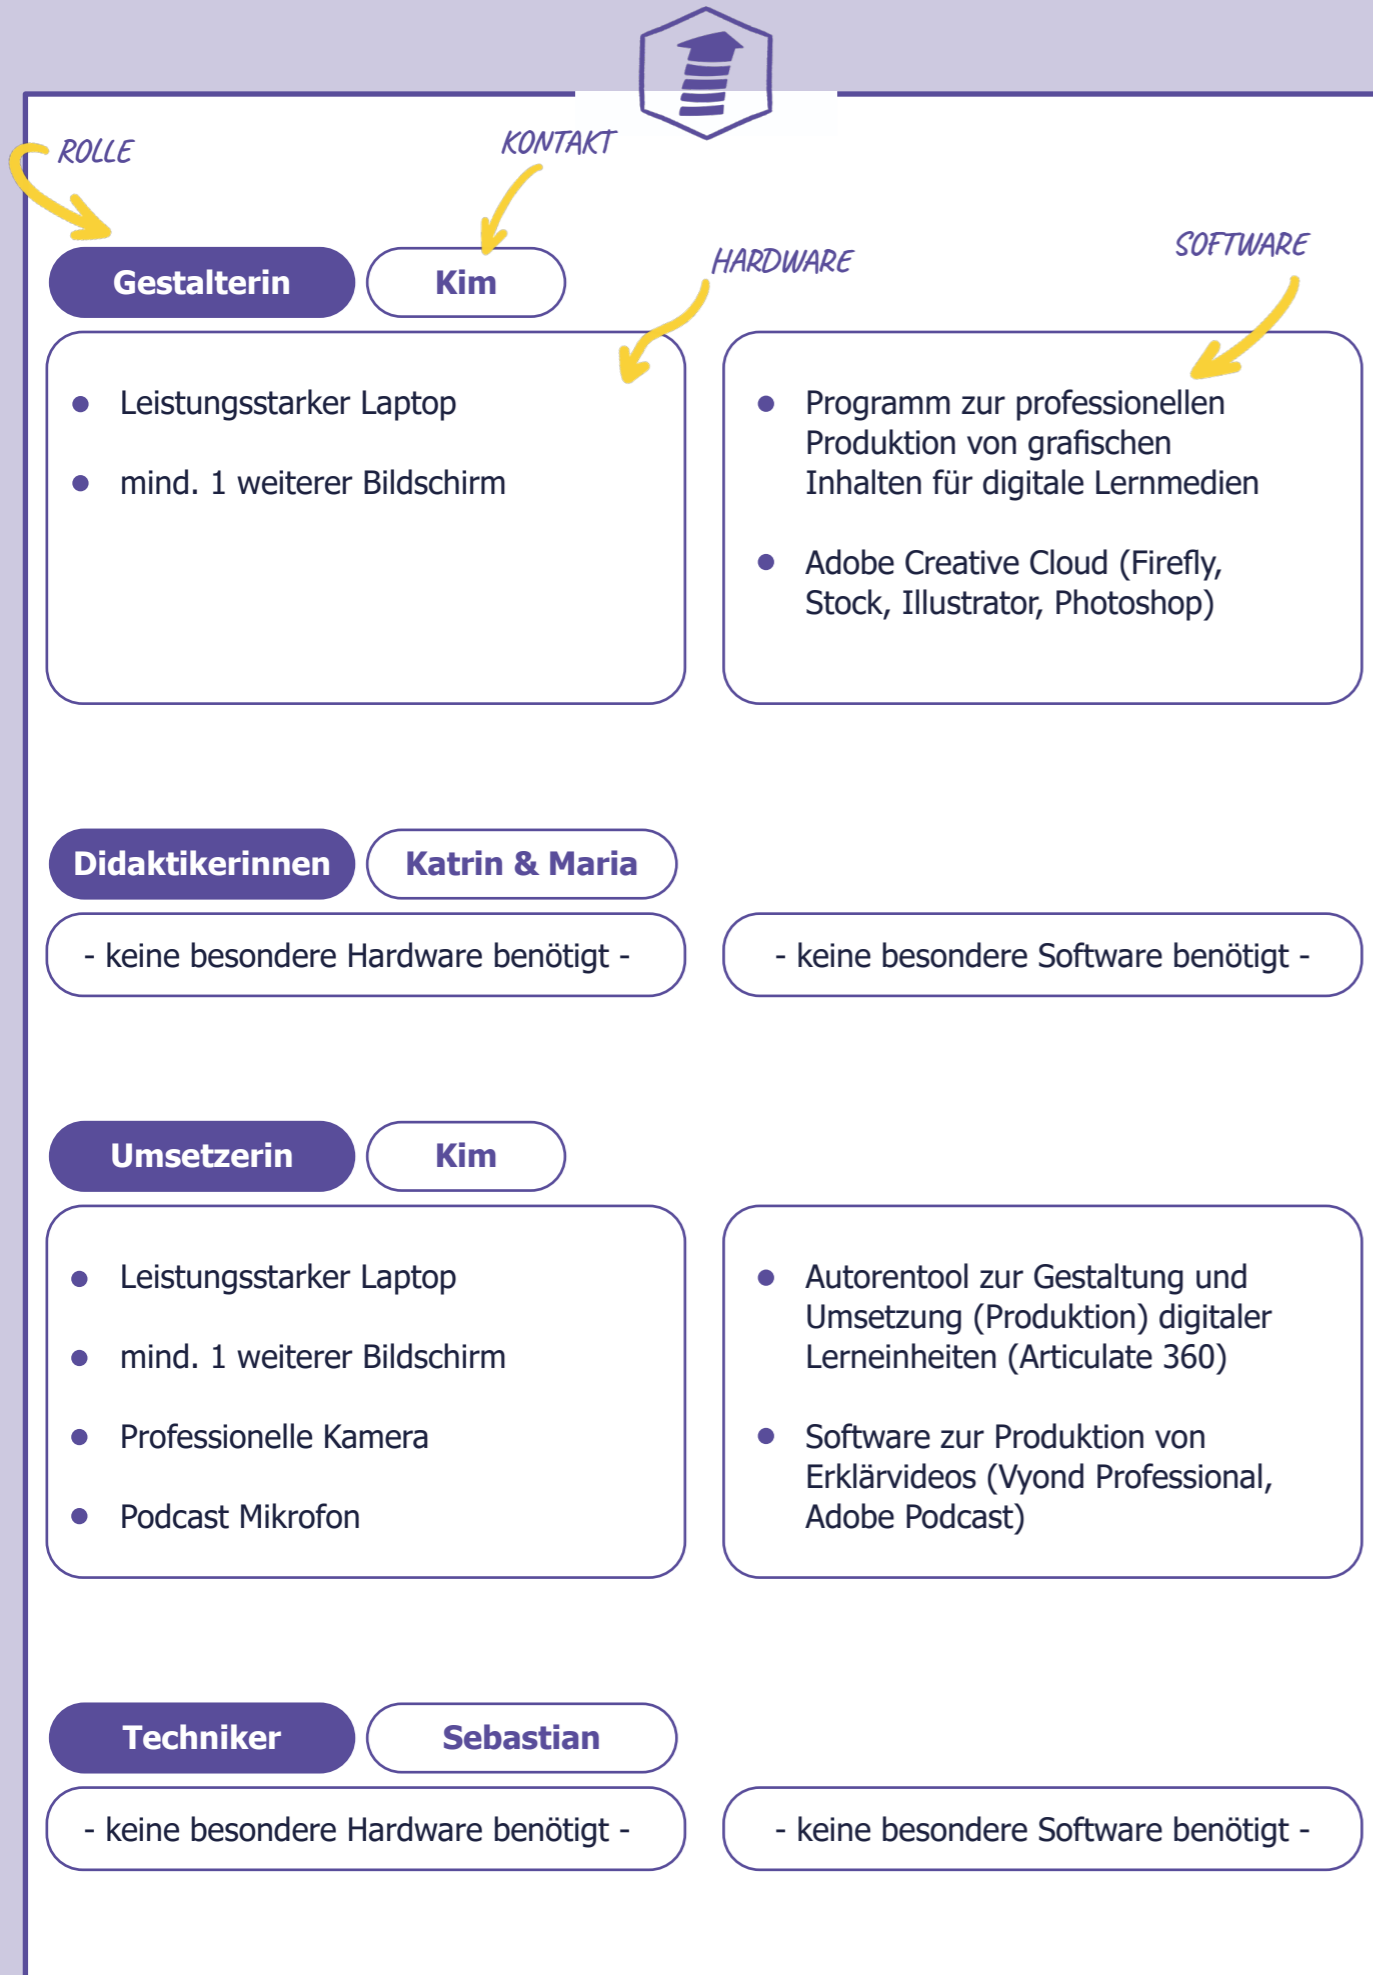 ROLLE
KONTAKT
HARDWARE
SOFTWARE
Gestalterin
Kim
Leistungsstarker Laptop
mind. 1 weiterer Bildschirm
Programm zur professionellen
Produktion von grafischen
Inhalten für digitale Lernmedien
Adobe Creative Cloud (Firefly,
Stock, Illustrator, Photoshop)
Didaktikerinnen
Katrin & Maria
- keine besondere Hardware benötigt -
- keine besondere Software benötigt -
Umsetzerin
Kim
Leistungsstarker Laptop
mind. 1 weiterer Bildschirm
Professionelle Kamera
Podcast Mikrofon
Autorentool zur Gestaltung und
Umsetzung (Produktion) digitaler
Lerneinheiten (Articulate 360)
Software zur Produktion von
Erklärvideos (Vyond Professional,
Adobe Podcast)
Techniker
Sebastian
- keine besondere Hardware benötigt -
- keine besondere Software benötigt -